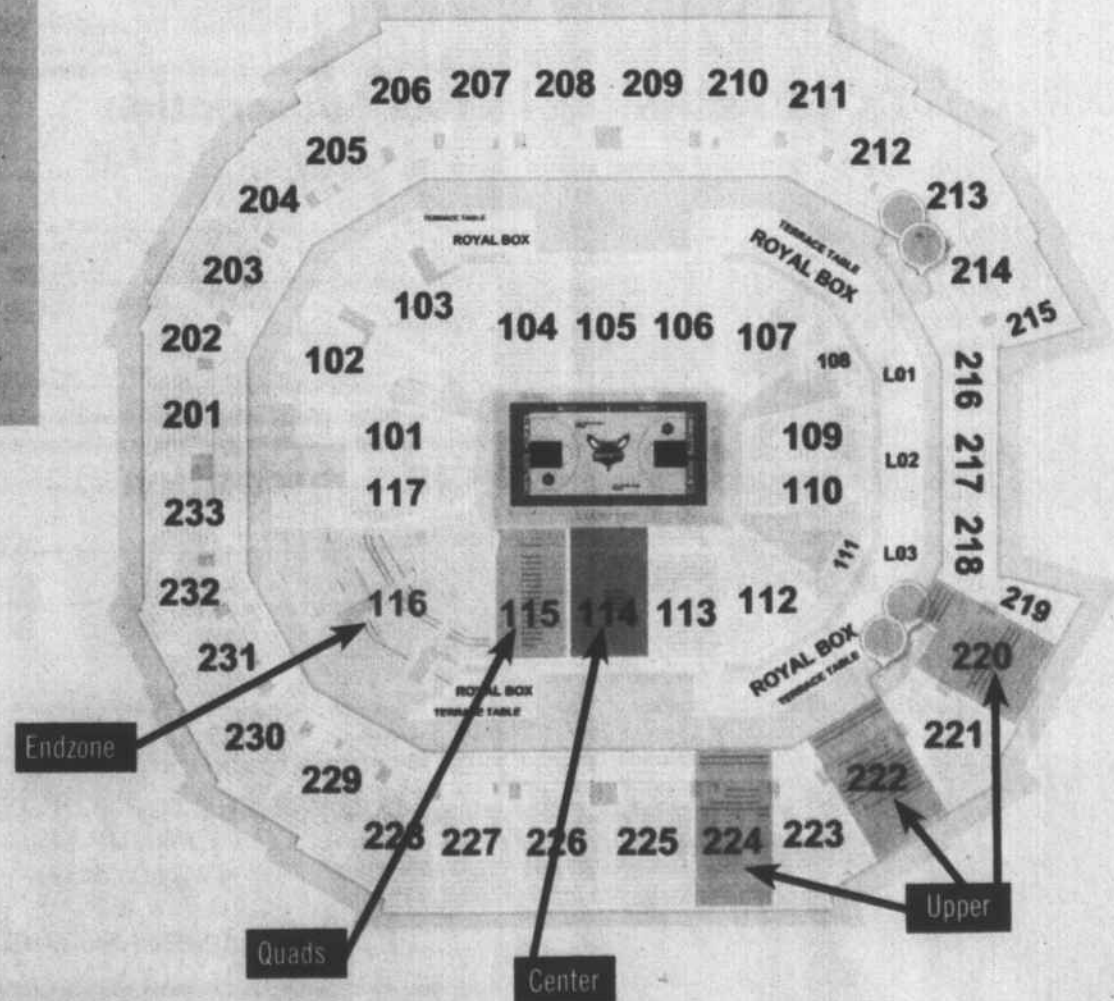 206 207 208 209 210 211
205 212
204 213
203 214
202 215
201
233
232
231
230
229
228 227 226 225 224 223
222
221
220
219
216
217
218
TERRACE TABLE
ROYAL BOX
TERRACE TABLE
ROYAL BOX
103
102
104 105 106
107
108
L01
101
117
109
110
L02
111
L03
116
115 114 113 112
ROYAL BOX
TERRACE TABLE
ROYAL BOX
TERRACE TABLE
Endzone
Quads
Center
Upper